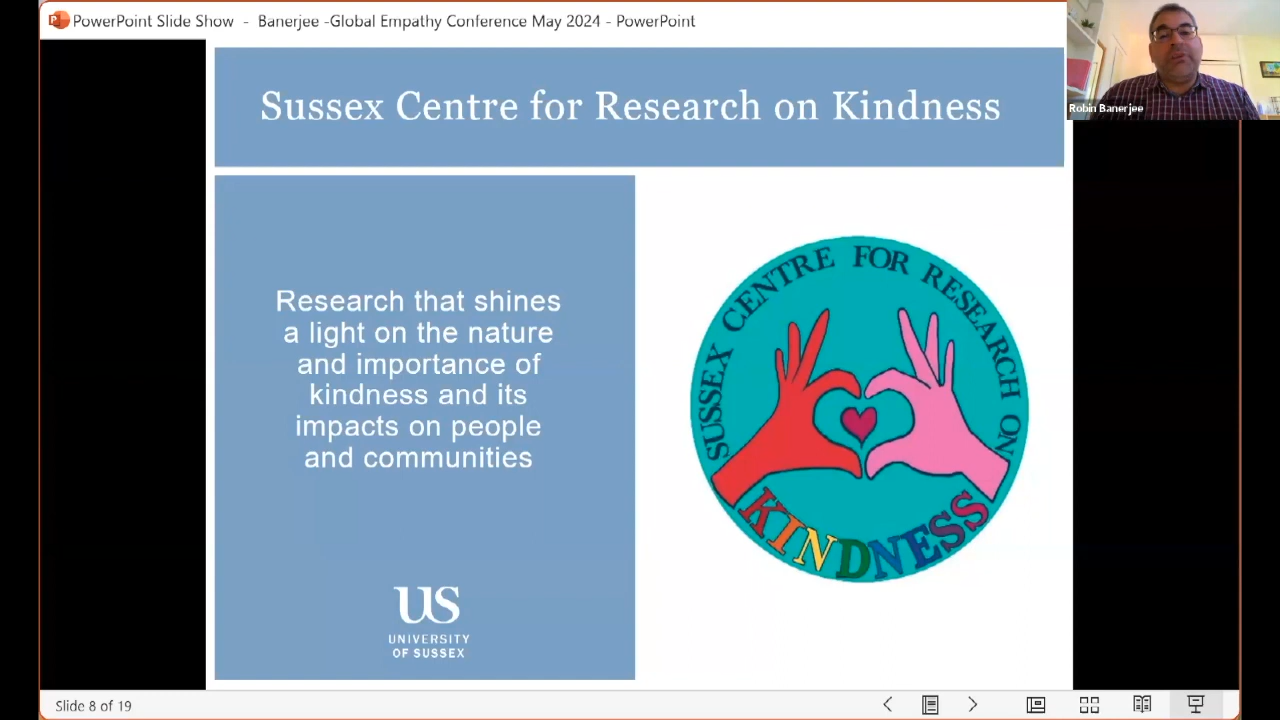 PowerPoint Slide Show - Banerjee -Global Empathy Conference May 2024 - PowerPoint
Robin Banerjee
Sussex Centre for Research on Kindness
Research that shines
a light on the nature
and importance of
kindness and its
impacts on people
and communities
SUSSEX CENTRE FOR RESEARCH ON
KINDNESS
US
UNIVERSITY
OF SUSSEX
Slide 8 of 19